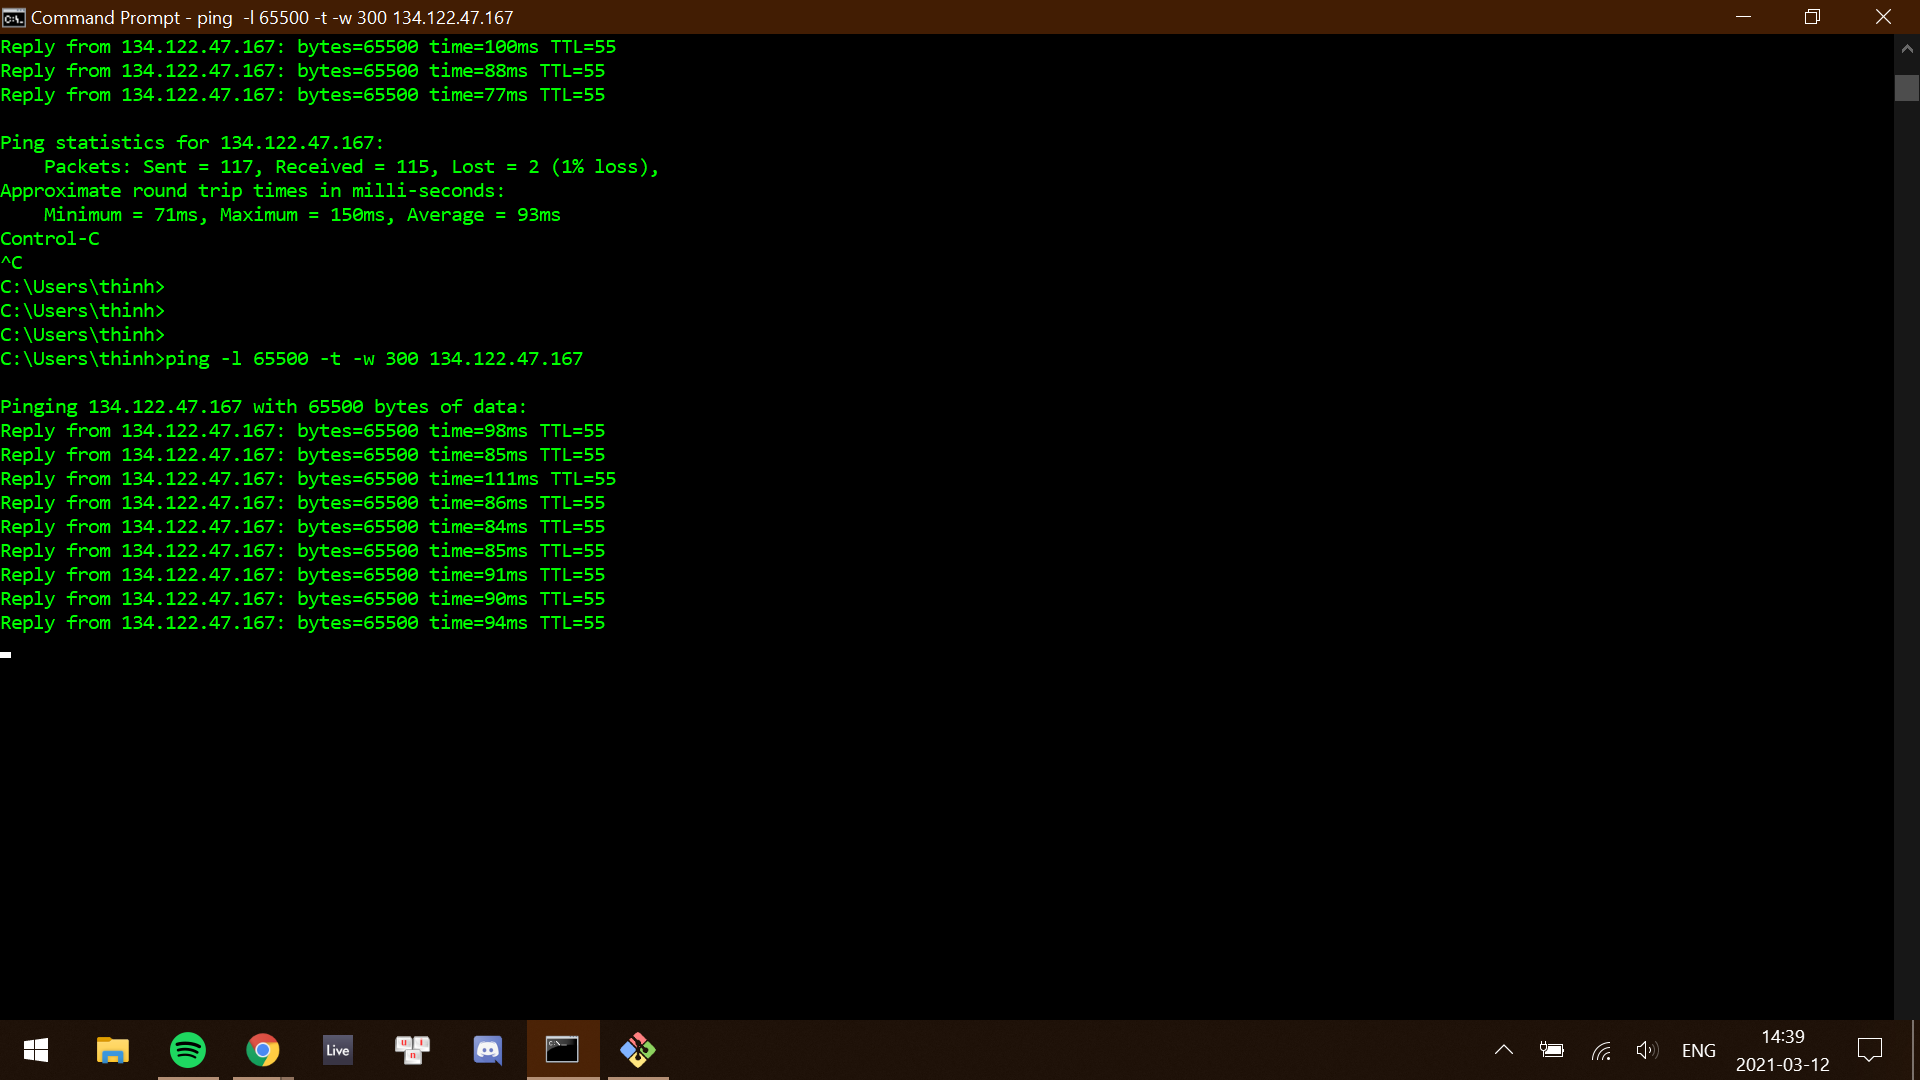 Command Prompt - ping  -l 65500 -t -w 300 134.122.47.167
Reply from 134.122.47.167: bytes=65500 time=100ms TTL=55
Reply from 134.122.47.167: bytes=65500 time=88ms TTL=55
Reply from 134.122.47.167: bytes=65500 time=77ms TTL=55

Ping statistics for 134.122.47.167:
    Packets: Sent = 117, Received = 115, Lost = 2 (1% loss),
Approximate round trip times in milli-seconds:
    Minimum = 71ms, Maximum = 150ms, Average = 93ms
Control-C
^C
C:\Users\thinh>
C:\Users\thinh>
C:\Users\thinh>
C:\Users\thinh>ping -l 65500 -t -w 300 134.122.47.167

Pinging 134.122.47.167 with 65500 bytes of data:
Reply from 134.122.47.167: bytes=65500 time=98ms TTL=55
Reply from 134.122.47.167: bytes=65500 time=85ms TTL=55
Reply from 134.122.47.167: bytes=65500 time=111ms TTL=55
Reply from 134.122.47.167: bytes=65500 time=86ms TTL=55
Reply from 134.122.47.167: bytes=65500 time=84ms TTL=55
Reply from 134.122.47.167: bytes=65500 time=85ms TTL=55
Reply from 134.122.47.167: bytes=65500 time=91ms TTL=55
Reply from 134.122.47.167: bytes=65500 time=90ms TTL=55
Reply from 134.122.47.167: bytes=65500 time=94ms TTL=55
Live
u i n
ENG
14:39
2021-03-12